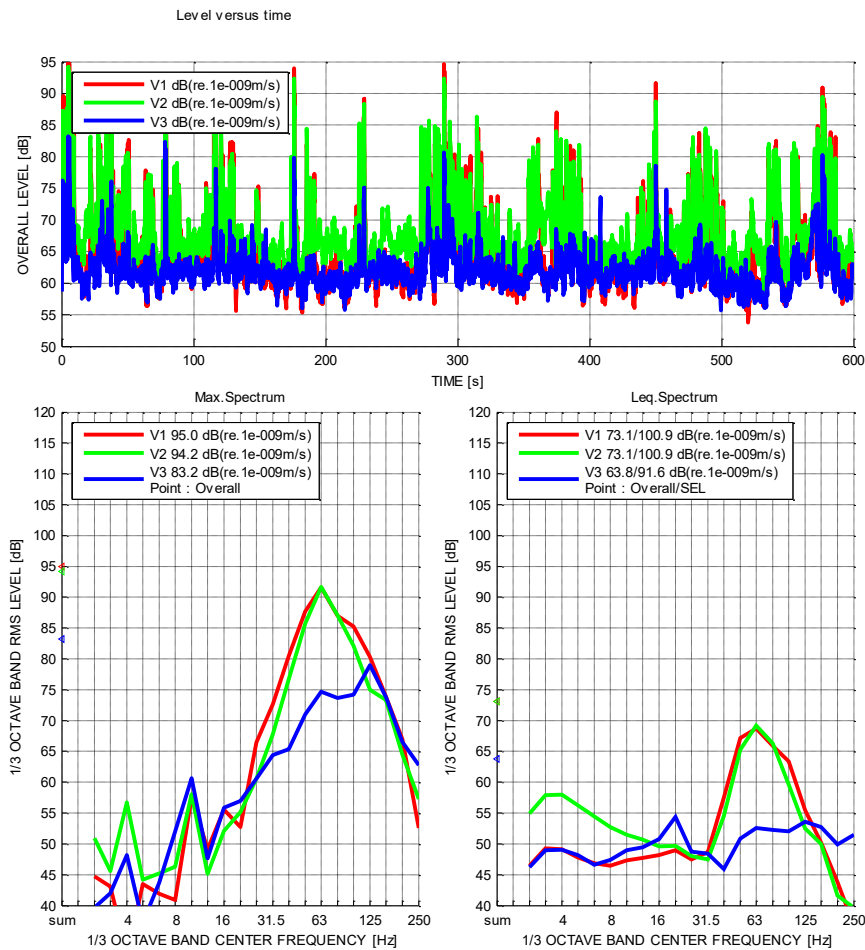 Level versus time
95
90
85
80
75
70
65
60
55
50
OVERALL LEVEL [dB]
V1 dB(re.1e-009m/s)
V2 dB(re.1e-009m/s)
V3 dB(re.1e-009m/s)
0 100 200 300 400 500 600
TIME [s]
Max.Spectrum
120
115
110
105
100
95
90
85
80
75
70
65
60
55
50
45
40
1/3 OCTAVE BAND RMS LEVEL [dB]
V1 95.0 dB(re.1e-009m/s)
V2 94.2 dB(re.1e-009m/s)
V3 83.2 dB(re.1e-009m/s)
Point : Overall
sum 4 8 16 31.5 63 125 250
1/3 OCTAVE BAND CENTER FREQUENCY [Hz]
Leq.Spectrum
120
115
110
105
100
95
90
85
80
75
70
65
60
55
50
45
40
1/3 OCTAVE BAND RMS LEVEL [dB]
V1 73.1/100.9 dB(re.1e-009m/s)
V2 73.1/100.9 dB(re.1e-009m/s)
V3 63.8/91.6 dB(re.1e-009m/s)
Point : Overall/SEL
sum 4 8 16 31.5 63 125 250
1/3 OCTAVE BAND CENTER FREQUENCY [Hz]